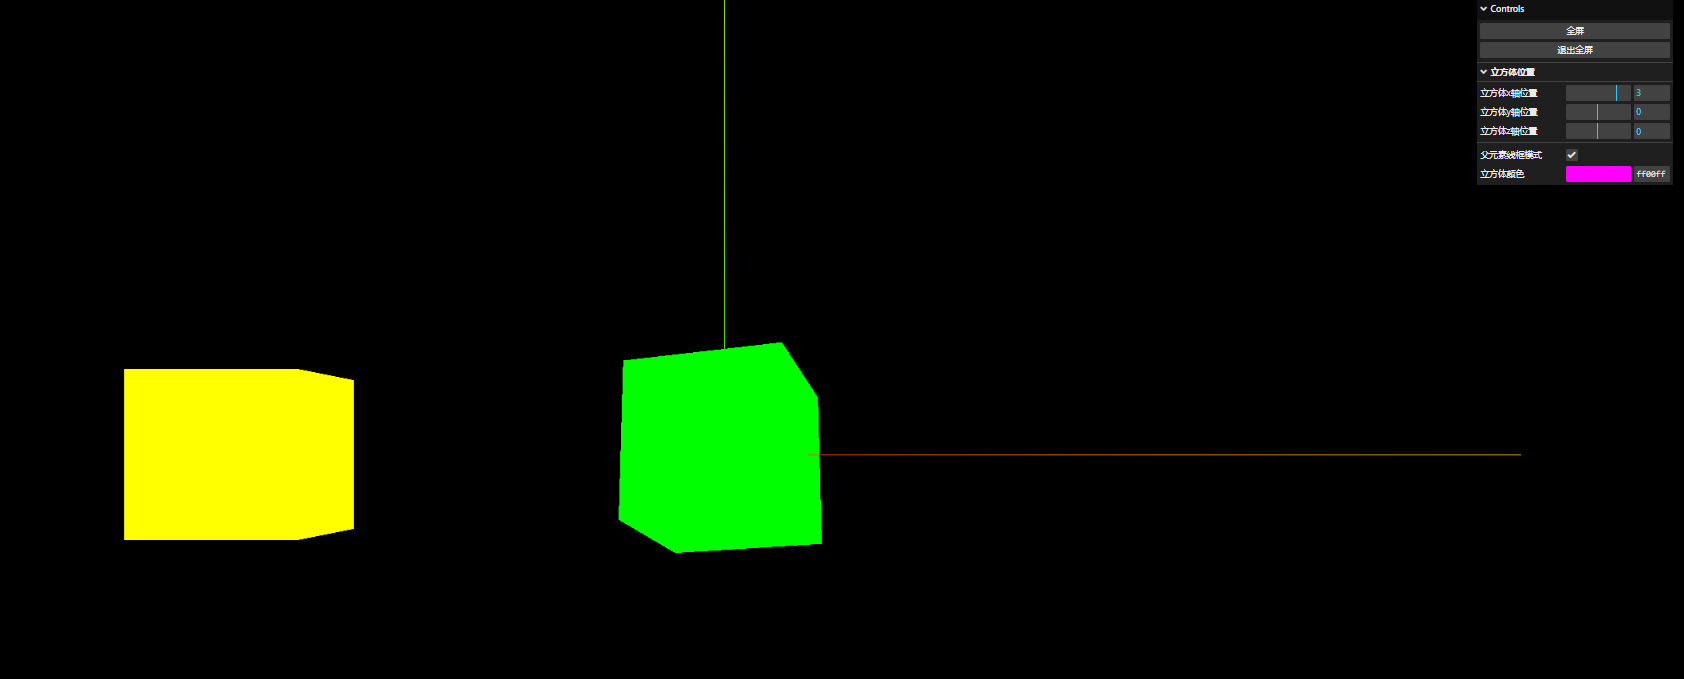 Controls
全屏
退出全屏
立方体位置
立方体x轴位置 3
立方体y轴位置 0
立方体z轴位置 0
父元素线框模式
立方体颜色 ff00ff